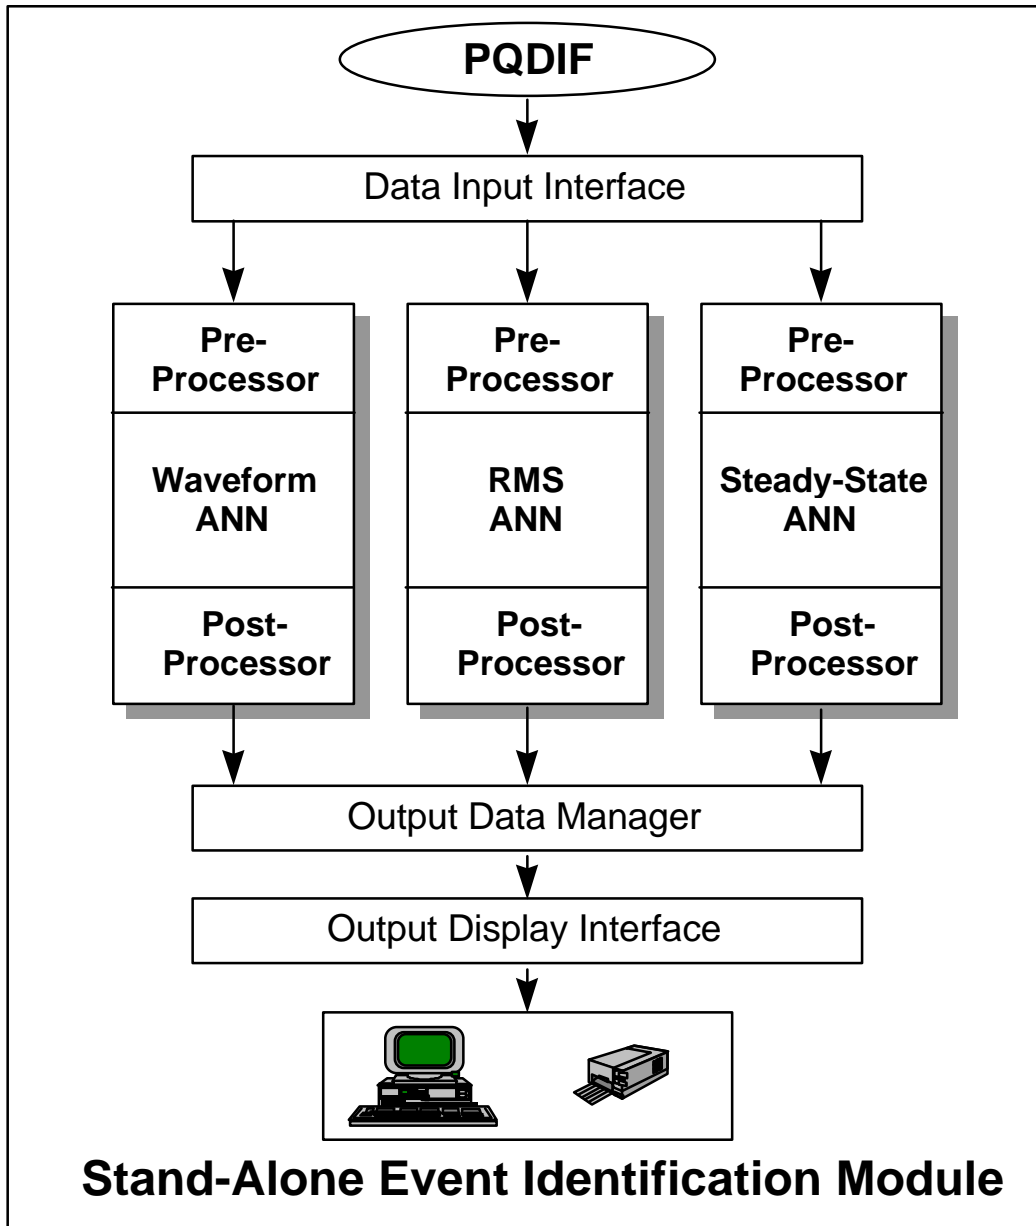 PQDIF
Data Input Interface
Pre-
Processor
Waveform
ANN
Post-
Processor
Pre-
Processor
RMS
ANN
Post-
Processor
Pre-
Processor
Steady-State
ANN
Post-
Processor
Output Data Manager
Output Display Interface
Stand-Alone Event Identification Module